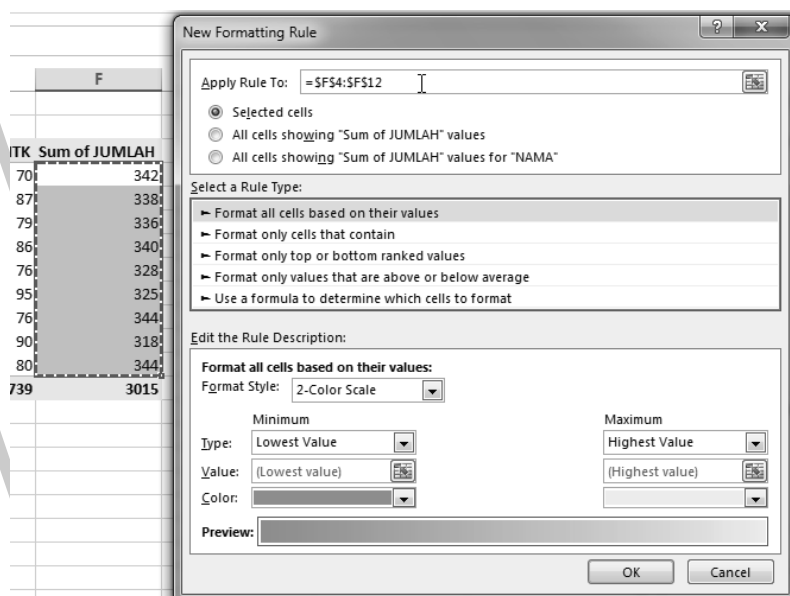 New Formatting Rule
F
Apply Rule To: =$F$4:$F$12
Selected cells
All cells showing "Sum of JUMLAH" values
All cells showing "Sum of JUMLAH" values for "NAMA"
Select a Rule Type:
► Format all cells based on their values
► Format only cells that contain
► Format only top or bottom ranked values
► Format only values that are above or below average
► Use a formula to determine which cells to format
ITK Sum of JUMLAH
70 342
87 338
79 336
86 340
76 328
95 325
76 344
90 318
80 344
739 3015
Edit the Rule Description:
Format all cells based on their values:
Format Style: 2-Color Scale
Minimum Maximum
Type: Lowest Value Highest Value
Value: (Lowest value) (Highest value)
Color:
Preview:
OK Cancel